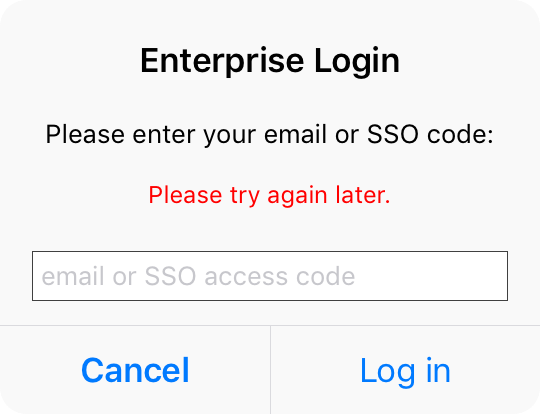 Enterprise Login
Please enter your email or SSO code:
Please try again later.
email or SSO access code
Cancel
Log in